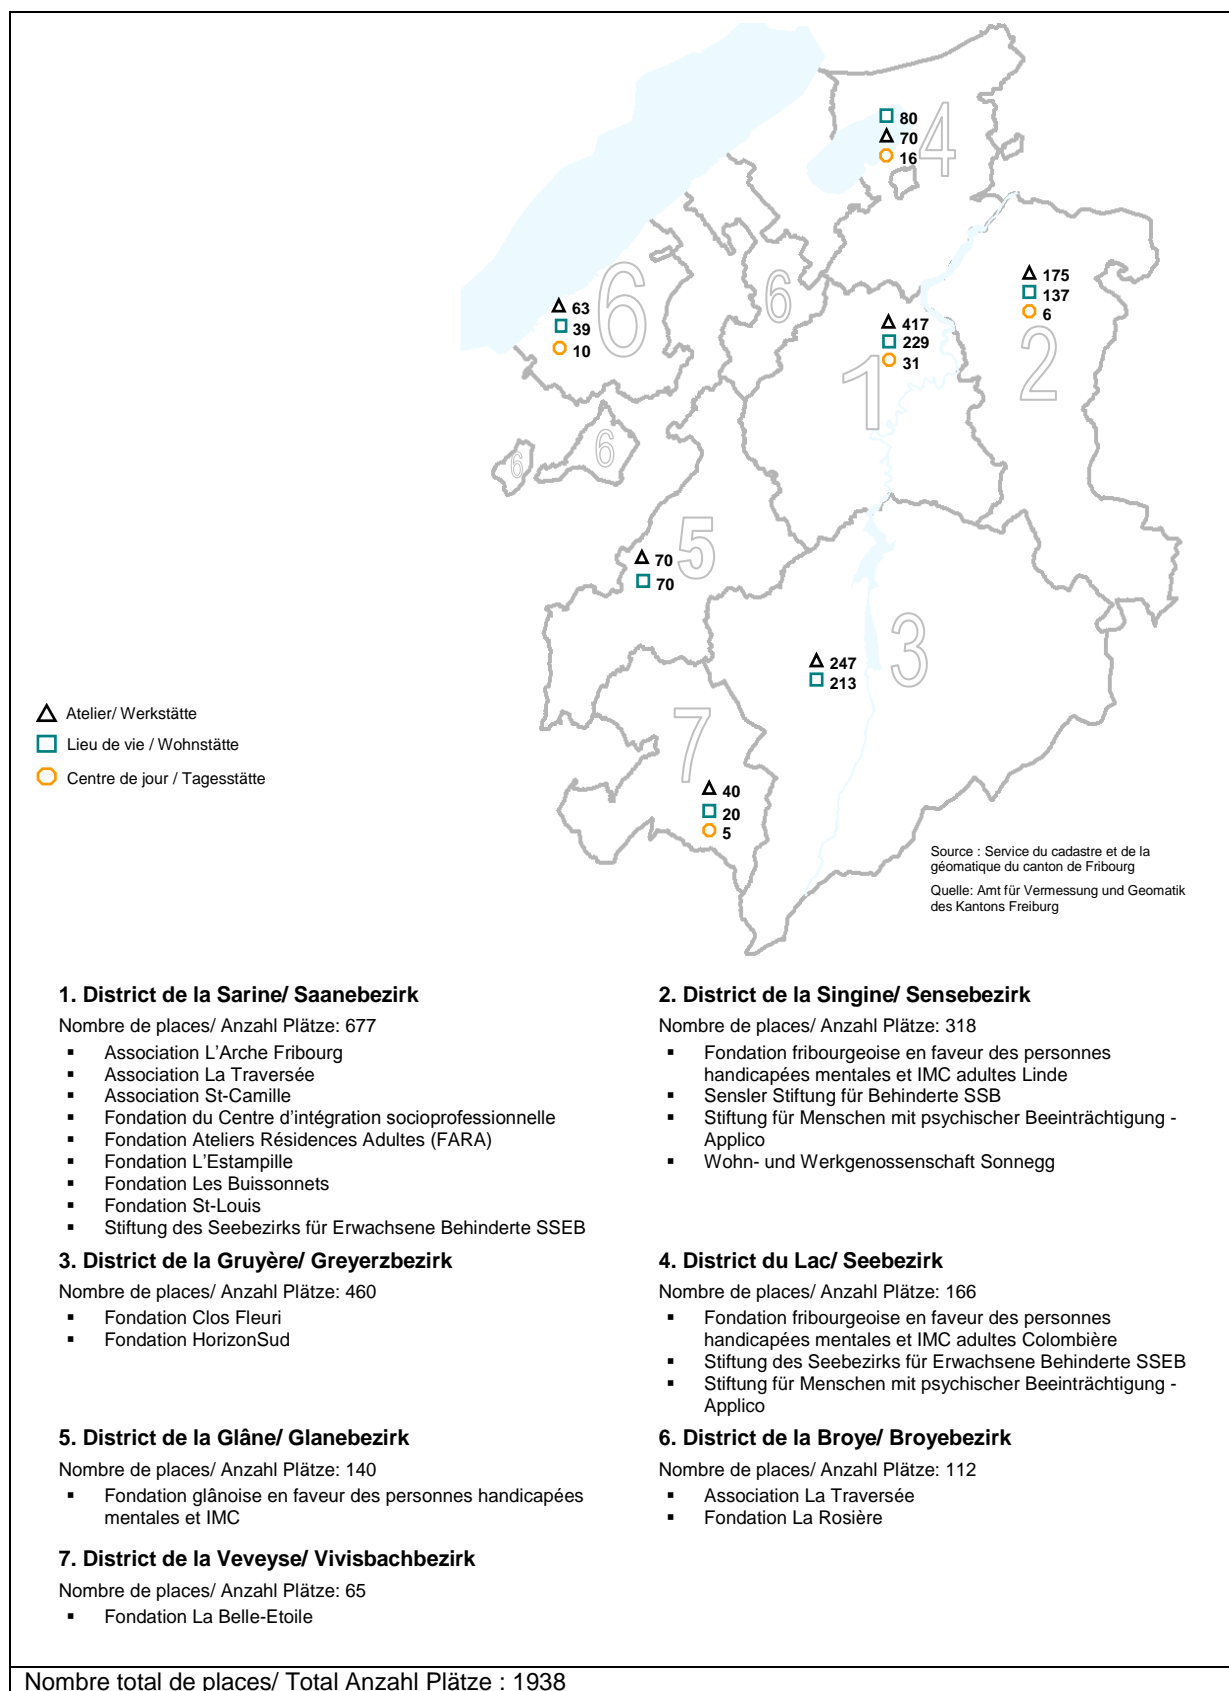 80
4
70
16
6
6
175
137
6
2
63
39
10
417
229
31
1
6
6
5
70
70
3
247
213
7
Atelier/ Werkstätte
Lieu de vie / Wohnstätte
Centre de jour / Tagesstätte
40
20
5
Source : Service du cadastre et de la
géomatique du canton de Fribourg
Quelle: Amt für Vermessung und Geomatik
des Kantons Freiburg
1. District de la Sarine/ Saanebezirk
Nombre de places/ Anzahl Plätze: 677
▪ Association L'Arche Fribourg
▪ Association La Traversée
▪ Association St-Camille
▪ Fondation du Centre d'intégration socioprofessionnelle
▪ Fondation Ateliers Résidences Adultes (FARA)
▪ Fondation L'Estampille
▪ Fondation Les Buissonnets
▪ Fondation St-Louis
▪ Stiftung des Seebezirks für Erwachsene Behinderte SSEB
2. District de la Singine/ Sensebezirk
Nombre de places/ Anzahl Plätze: 318
▪ Fondation fribourgeoise en faveur des personnes
handicapées mentales et IMC adultes Linde
▪ Sensler Stiftung für Behinderte SSB
▪ Stiftung für Menschen mit psychischer Beeinträchtigung -
Applico
▪ Wohn- und Werkgenossenschaft Sonnegg
3. District de la Gruyère/ Greyerzbezirk
Nombre de places/ Anzahl Plätze: 460
▪ Fondation Clos Fleuri
▪ Fondation HorizonSud
4. District du Lac/ Seebezirk
Nombre de places/ Anzahl Plätze: 166
▪ Fondation fribourgeoise en faveur des personnes
handicapées mentales et IMC adultes Colombière
▪ Stiftung des Seebezirks für Erwachsene Behinderte SSEB
▪ Stiftung für Menschen mit psychischer Beeinträchtigung -
Applico
5. District de la Glâne/ Glanebezirk
Nombre de places/ Anzahl Plätze: 140
▪ Fondation glânoise en faveur des personnes handicapées
mentales et IMC
6. District de la Broye/ Broyebezirk
Nombre de places/ Anzahl Plätze: 112
▪ Association La Traversée
▪ Fondation La Rosière
7. District de la Veveyse/ Vivisbachbezirk
Nombre de places/ Anzahl Plätze: 65
▪ Fondation La Belle-Etoile
Nombre total de places/ Total Anzahl Plätze : 1938